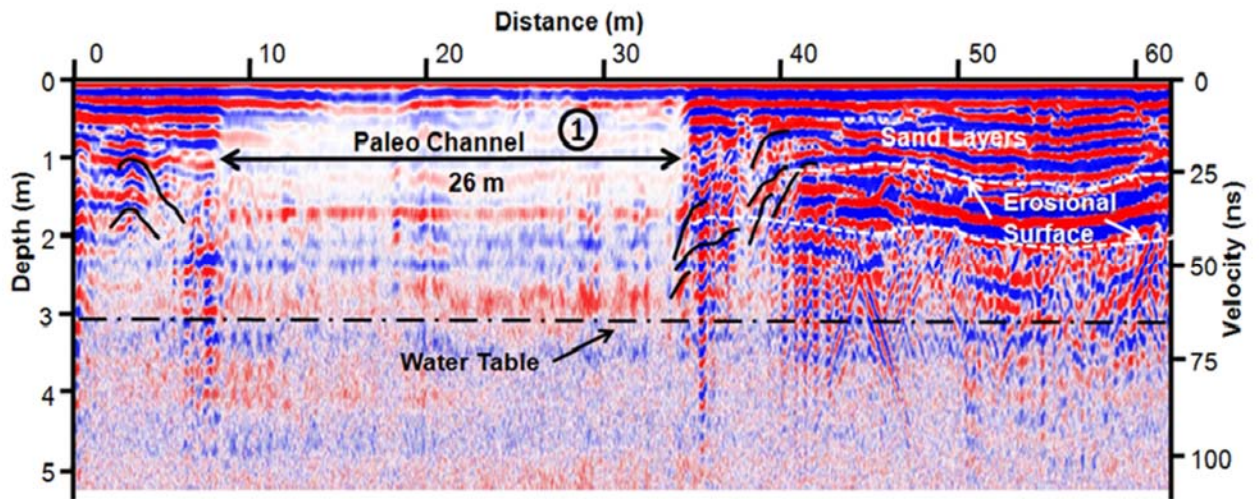 Distance (m)
0 10 20 30 40 50 60
0 0
Paleo Channel 1 Sand Layers
1 26 m 25
Erosional
Surface
2 50
3
Water Table 75
4
5 100
Depth (m)
Velocity (ns)